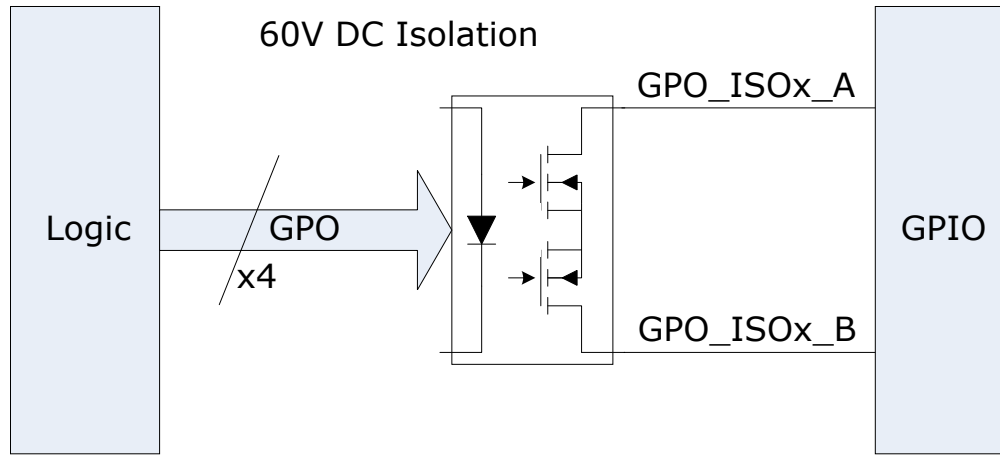 60V DC Isolation
GPO_ISOx_A
Logic
GPO
x4
GPIO
GPO_ISOx_B